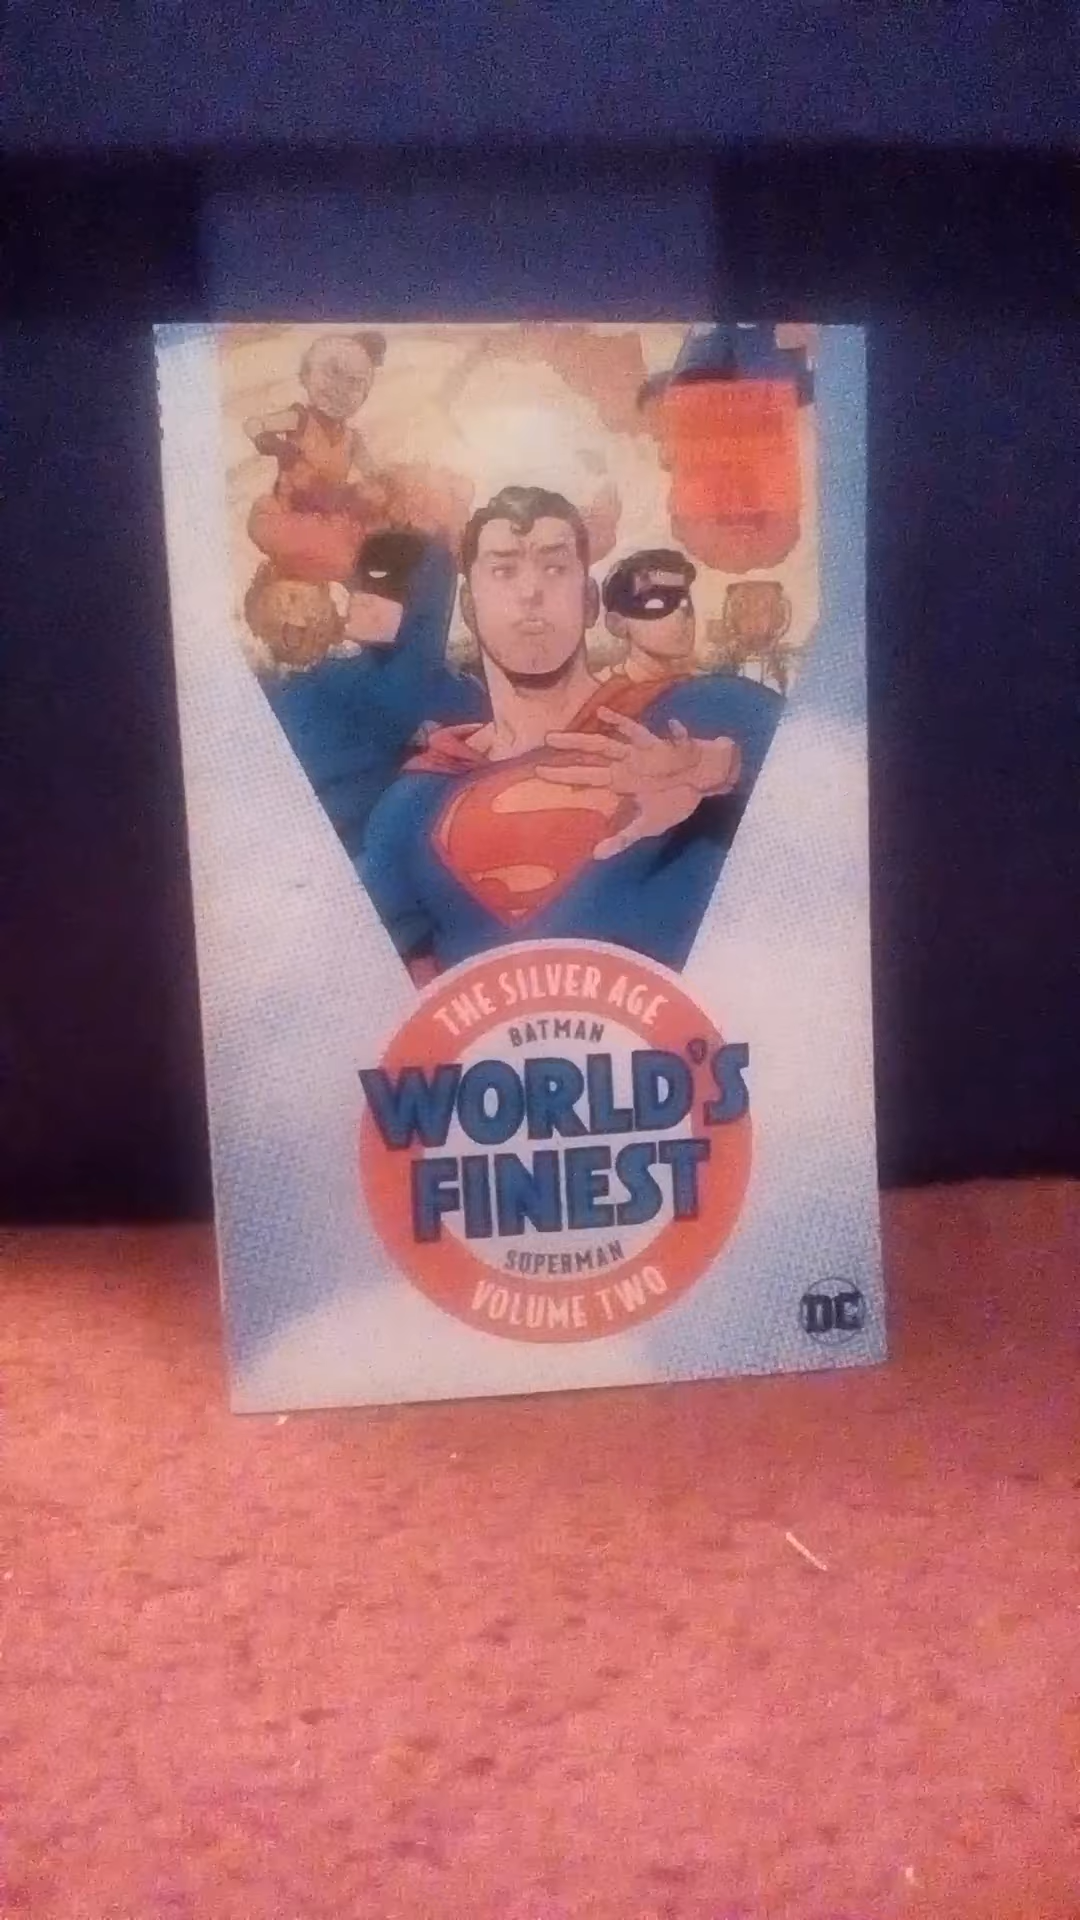 THE SILVER AGE
BATMAN
WORLD'S
FINEST
SUPERMAN
VOLUME TWO
DC